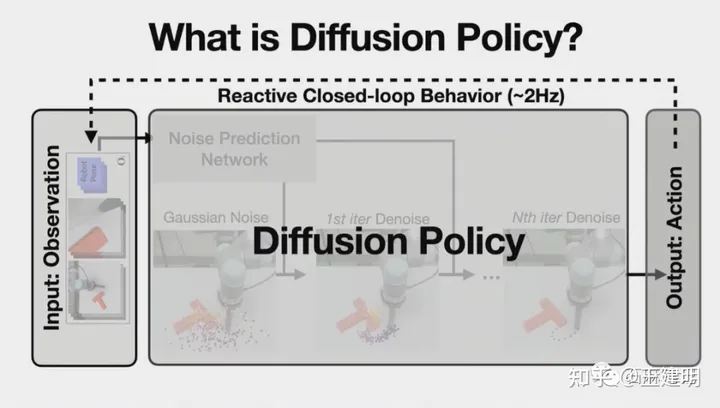 What is Diffusion Policy?
Reactive Closed-loop Behavior (~2Hz)
Input: Observation
Robot Pose
Noise Prediction
Network
Gaussian Noise
1st iter Denoise
Nth iter Denoise
Diffusion Policy
...
Output: Action
知乎 @王建明